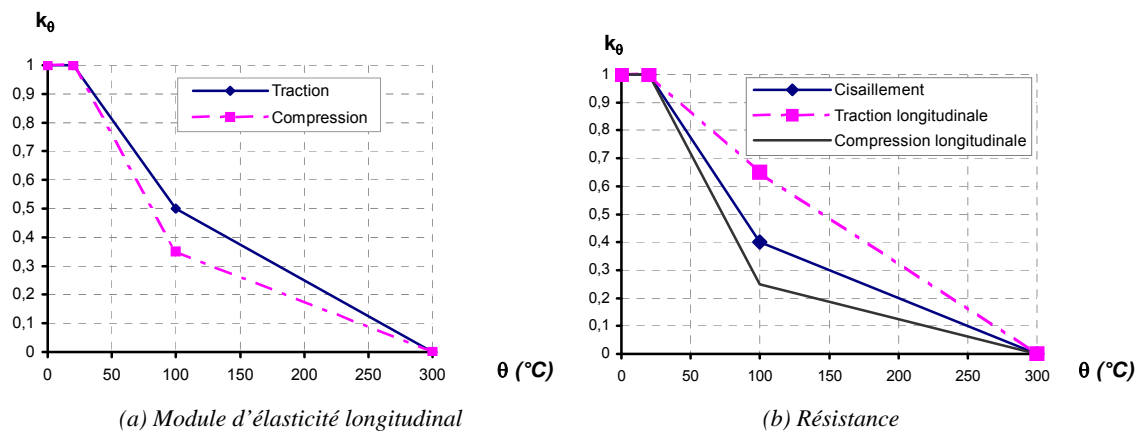 kθ
1
0,9
0,8
0,7
0,6
0,5
0,4
0,3
0,2
0,1
0
0 50 100 150 200 250 300
θ (°C)
Traction
Compression
(a) Module d’élasticité longitudinal
kθ
1
0,9
0,8
0,7
0,6
0,5
0,4
0,3
0,2
0,1
0
0 50 100 150 200 250 300
θ (°C)
Cisaillement
Traction longitudinale
Compression longitudinale
(b) Résistance